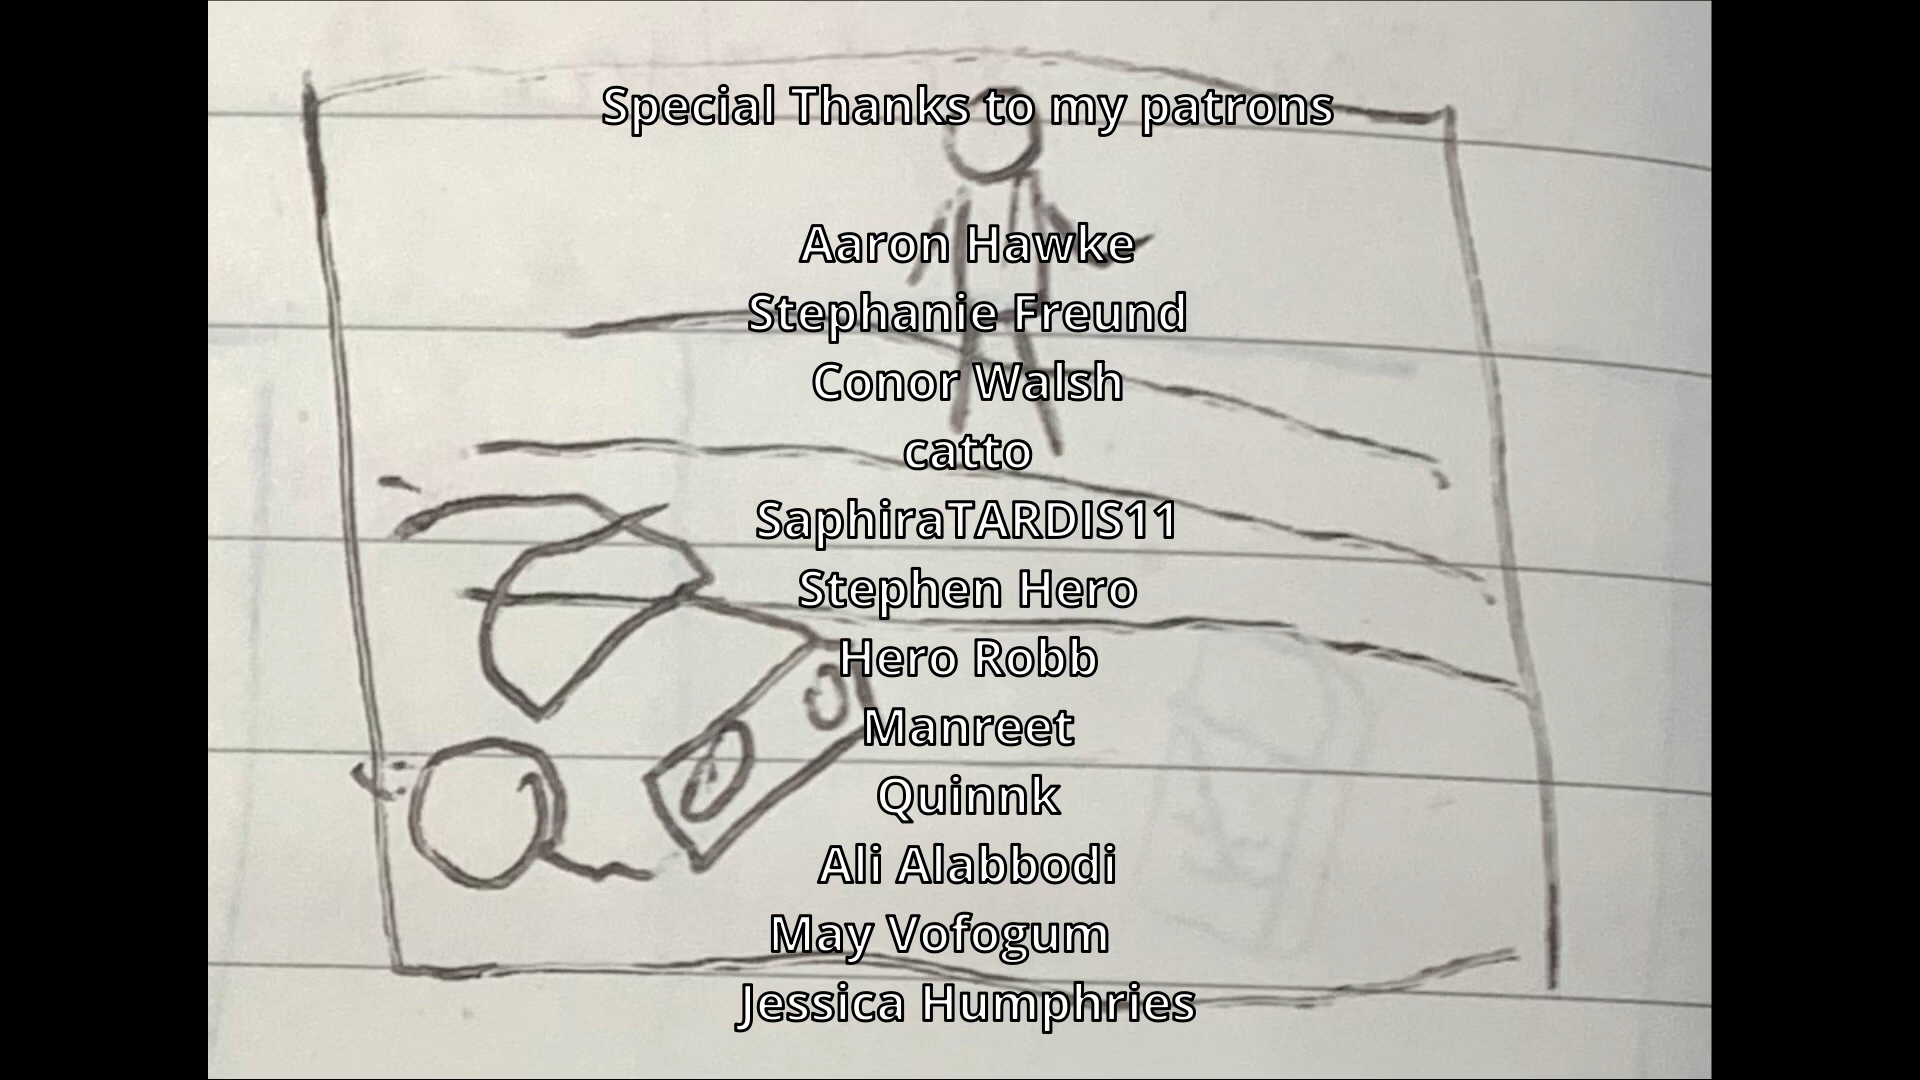 Special Thanks to my patrons
Aaron Hawke
Stephanie Freund
Conor Walsh
catto
SaphiraTARDIS11
Stephen Hero
Hero Robb
Manreet
Quinnk
Ali Alabbodi
May Vofogum
Jessica Humphries